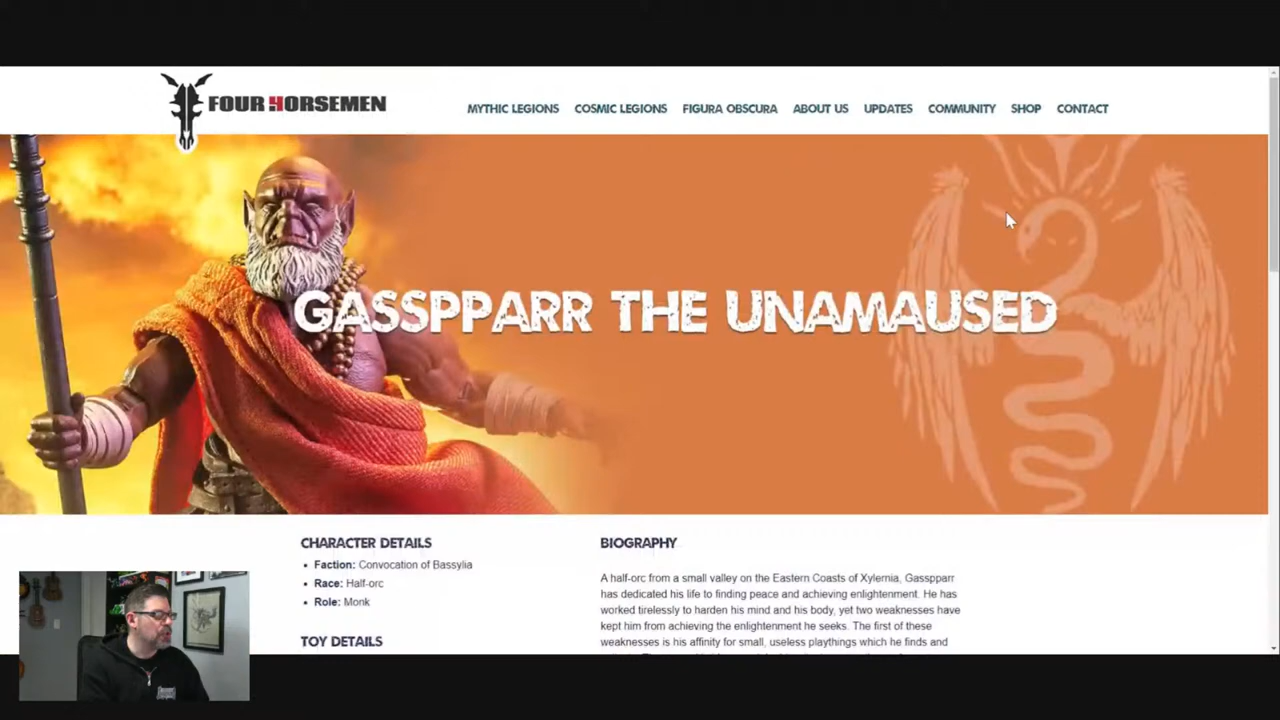 FOUR HORSEMEN
MYTHIC LEGIONS COSMIC LEGIONS FIGURA OBSCURA ABOUT US UPDATES COMMUNITY SHOP CONTACT
GASSPPARR THE UNAMAUSED
CHARACTER DETAILS
• Faction: Convocation of Bassylia
• Race: Half-orc
• Role: Monk
TOY DETAILS
BIOGRAPHY
A half-orc from a small valley on the Eastern Coasts of Xylernia, Gassppar
has dedicated his life to finding peace and achieving enlightenment. He has
worked tirelessly to harden his mind and his body, yet two weaknesses have
kept him from achieving the enlightenment he seeks. The first of these
weaknesses is his affinity for small, useless playthings which he finds and